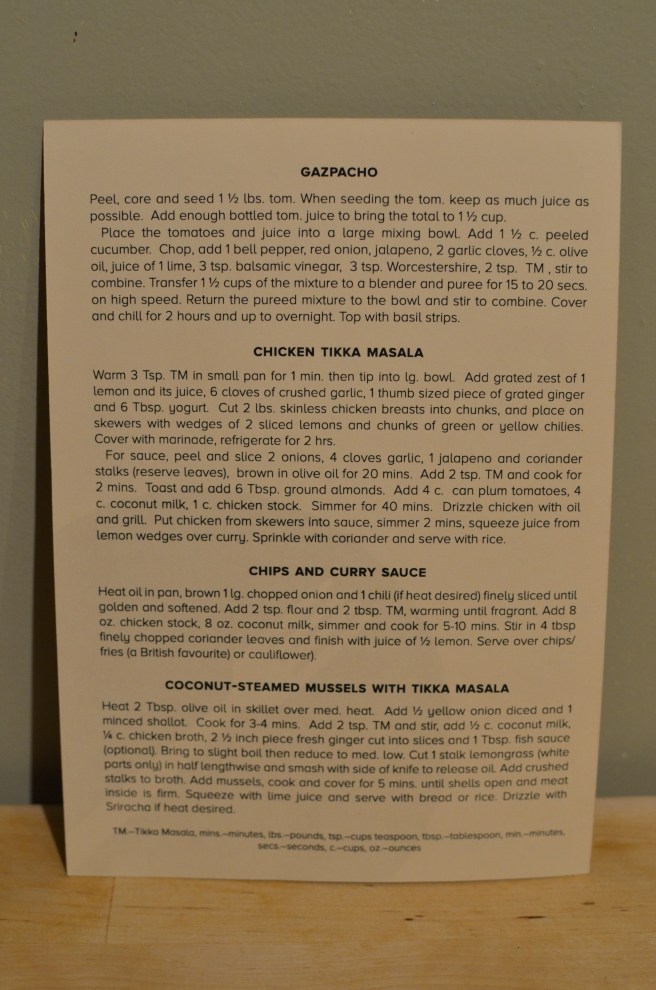 GAZPACHO
Peel, core and seed 1 ½ lbs. tom. When seeding the tom. keep as much juice as
possible. Add enough bottled tom. juice to bring the total to 1 ½ cup.
Place the tomatoes and juice into a large mixing bowl. Add 1 ½ c. peeled
cucumber. Chop, add 1 bell pepper, red onion, jalapeno, 2 garlic cloves, ½ c. olive
oil, juice of 1 lime, 3 tsp. balsamic vinegar, 3 tsp. Worcestershire, 2 tsp. TM , stir to
combine. Transfer 1 ½ cups of the mixture to a blender and puree for 15 to 20 secs.
on high speed. Return the pureed mixture to the bowl and stir to combine. Cover
and chill for 2 hours and up to overnight. Top with basil strips.
CHICKEN TIKKA MASALA
Warm 3 Tsp. TM in small pan for 1 min. then tip into lg. bowl. Add grated zest of 1
lemon and its juice, 6 cloves of crushed garlic, 1 thumb sized piece of grated ginger
and 6 Tbsp. yogurt. Cut 2 lbs. skinless chicken breasts into chunks, and place on
skewers with wedges of 2 sliced lemons and chunks of green or yellow chilies.
Cover with marinade, refrigerate for 2 hrs.
For sauce, peel and slice 2 onions, 4 cloves garlic, 1 jalapeno and coriander
stalks (reserve leaves), brown in olive oil for 20 mins. Add 2 tsp. TM and cook for
2 mins. Toast and add 6 Tbsp. ground almonds. Add 4 c. can plum tomatoes, 4
c. coconut milk, 1 c. chicken stock. Simmer for 40 mins. Drizzle chicken with oil
and grill. Put chicken from skewers into sauce, simmer 2 mins, squeeze juice from
lemon wedges over curry. Sprinkle with coriander and serve with rice.
CHIPS AND CURRY SAUCE
Heat oil in pan, brown 1 lg. chopped onion and 1 chili (if heat desired) finely sliced until
golden and softened. Add 2 tsp. flour and 2 tbsp. TM, warming until fragrant. Add 8
oz. chicken stock, 8 oz. coconut milk, simmer and cook for 5-10 mins. Stir in 4 tbsp
finely chopped coriander leaves and finish with juice of ½ lemon. Serve over chips/
fries (a British favourite) or cauliflower).
COCONUT-STEAMED MUSSELS WITH TIKKA MASALA
Heat 2 Tbsp. olive oil in skillet over med. heat. Add ½ yellow onion diced and 1
minced shallot. Cook for 3-4 mins. Add 2 tsp. TM and stir, add ½ c. coconut milk,
¼ c. chicken broth, 2 ½ inch piece fresh ginger cut into slices and 1 Tbsp. fish sauce
(optional). Bring to slight boil then reduce to med. low. Cut 1 stalk lemongrass (white
parts only) in half lengthwise and smash with side of knife to release oil. Add crushed
stalks to broth. Add mussels, cook and cover for 5 mins. until shells open and meat
inside is firm. Squeeze with lime juice and serve with bread or rice. Drizzle with
Sriracha if heat desired.
TM.–Tikka Masala, mins.–minutes, lbs.–pounds, tsp.–cups teaspoon, tbsp.–tablespoon, min.–minutes,
secs.–seconds, c.–cups, oz.–ounces